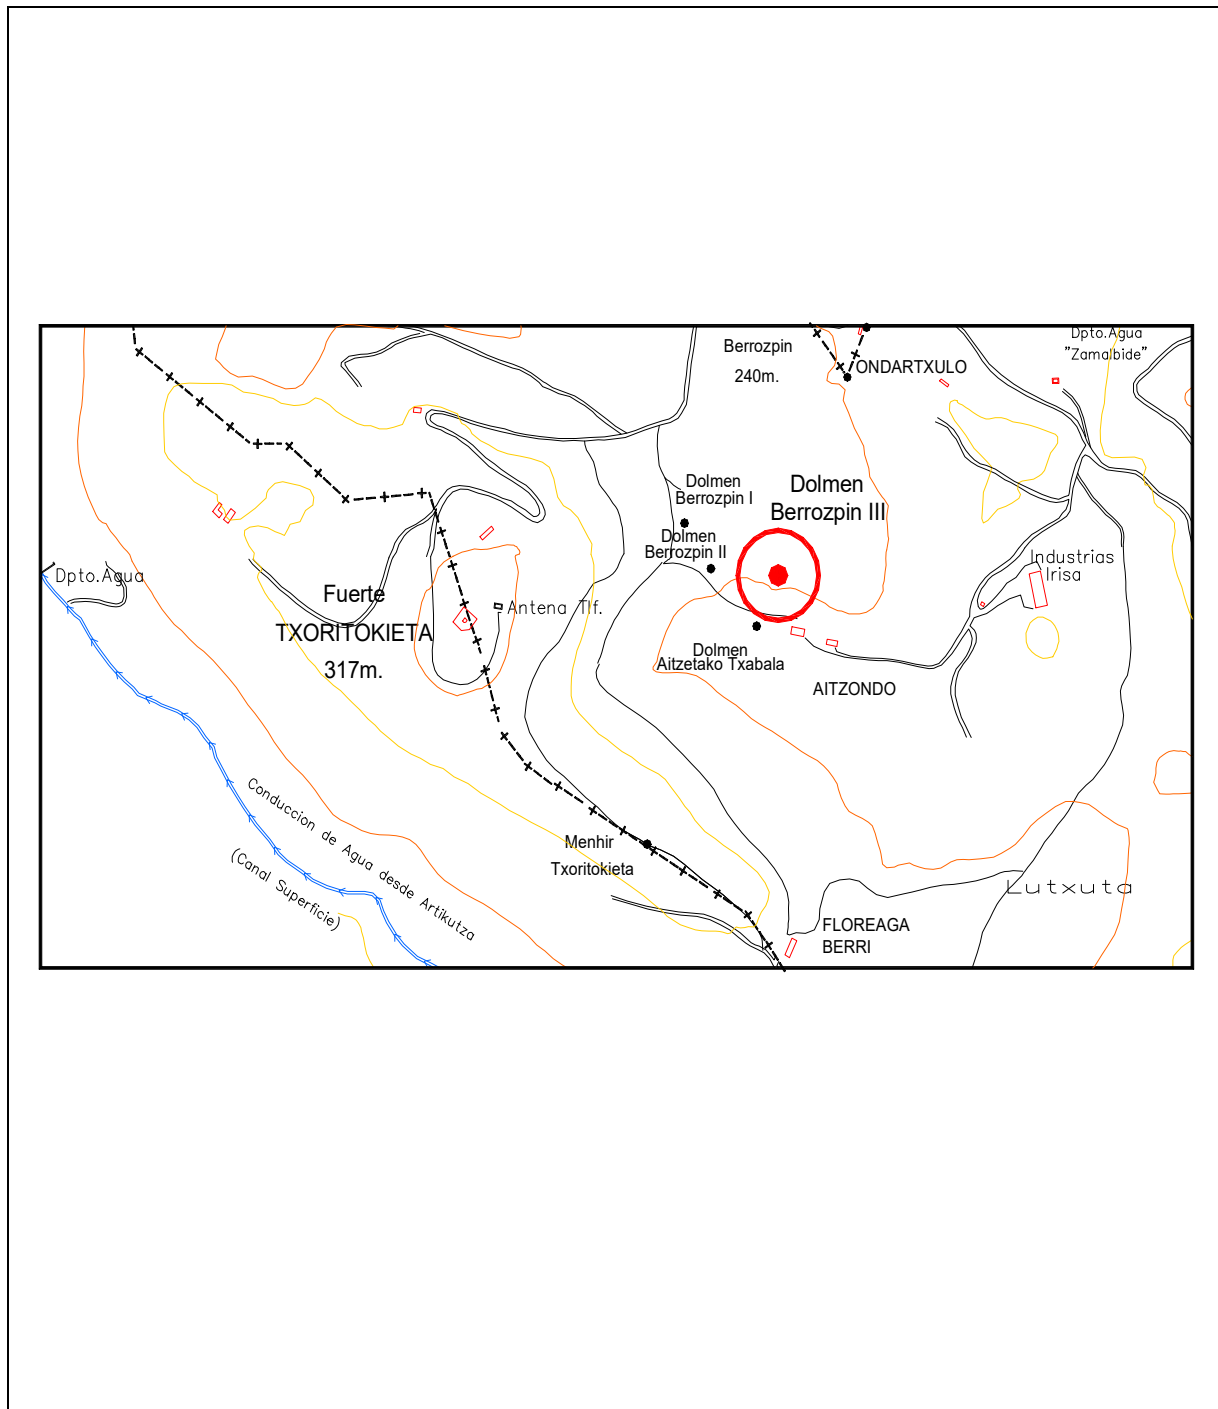 Berrozpin
240m.
ONDARTXULO
Dpto.Agua
"Zamalbide"
Dolmen
Berrozpin I
Dolmen
Berrozpin III
Dolmen
Berrozpin II
Industrias
Irisa
Dpto.Agua
Fuerte
TXORITOKIETA
317m.
Antena Tlf.
Dolmen
Aitzetako Txabala
AITZONDO
Conduccion de Agua desde Artikutza
(Canal Superficie)
Menhir
Txoritokieta
Lutxuta
FLOREAGA
BERRI